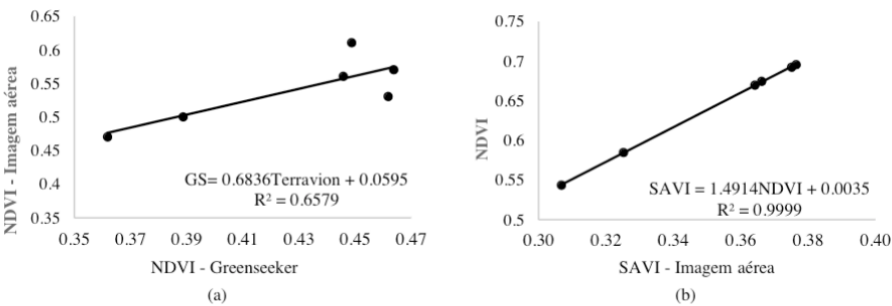 0.65
0.6
0.55
0.5
0.45
0.4
0.35
NDVI - Imagem aérea
GS= 0.6836Terravion + 0.0595
R² = 0.6579
0.35 0.37 0.39 0.41 0.43 0.45 0.47
NDVI - Greenseeker
(a)
0.75
0.7
0.65
0.6
0.55
0.5
NDVI
SAVI = 1.4914NDVI + 0.0035
R² = 0.9999
0.30 0.32 0.34 0.36 0.38 0.40
SAVI - Imagem aérea
(b)